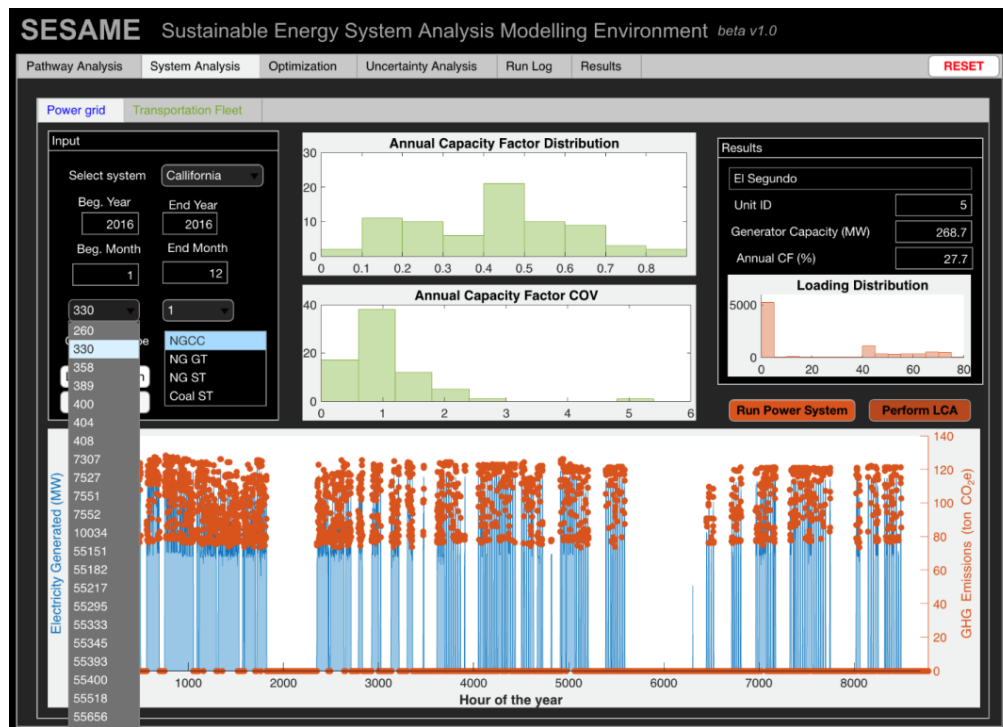 SESAME Sustainable Energy System Analysis Modelling Environment beta v1.0
Pathway Analysis System Analysis Optimization Uncertainty Analysis Run Log Results RESET
Power grid Transportation Fleet
Input
Select system Callifornia
Beg. Year End Year
2016 2016
Beg. Month End Month
1 12
330 1
260
330
358
389
400
404
408
7307
7527
7551
7552
10034
55151
55182
55217
55295
55333
55345
55393
55400
55518
55656
NGCC
NG GT
NG ST
Coal ST
Annual Capacity Factor Distribution
30
20
10
0
0 0.1 0.2 0.3 0.4 0.5 0.6 0.7 0.8
Annual Capacity Factor COV
40
20
0
0 1 2 3 4 5 6
Results
El Segundo
Unit ID 5
Generator Capacity (MW) 268.7
Annual CF (%) 27.7
Loading Distribution
5000
0
0 20 40 60 80
Run Power System Perform LCA
Electricity Generated (MW)
140
120
100
80
60
40
20
0
GHG Emissions (ton CO₂e)
1000 2000 3000 4000 5000 6000 7000 8000
Hour of the year